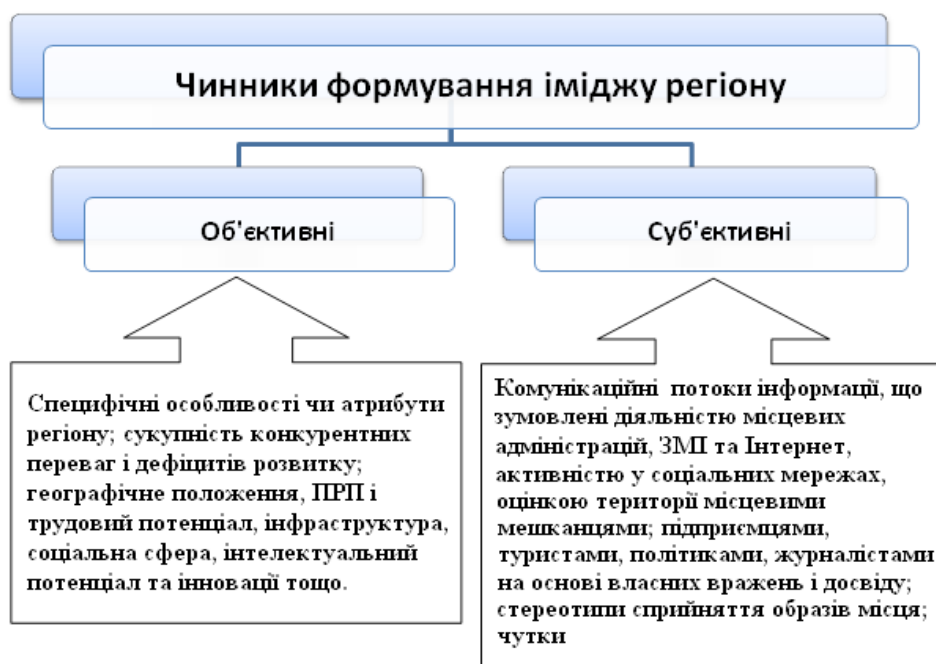 Чинники формування іміджу регіону
Об'єктивні
Суб'єктивні
Специфічні особливості чи атрибути
регіону; сукупність конкурентних
переваг і дефіцитів розвитку;
географічне положення, ПРП і
трудовий потенціал, інфраструктура,
соціальна сфера, інтелектуальний
потенціал та інновації тощо.
Комунікаційні потоки інформації, що
зумовлені діяльністю місцевих
адміністрацій, ЗМІ та Інтернет,
активністю у соціальних мережах,
оцінкою території місцевими
мешканцями; підприємцями,
туристами, політиками, журналістами
на основі власних вражень і досвіду;
стереотипи сприйняття образів місця;
чутки